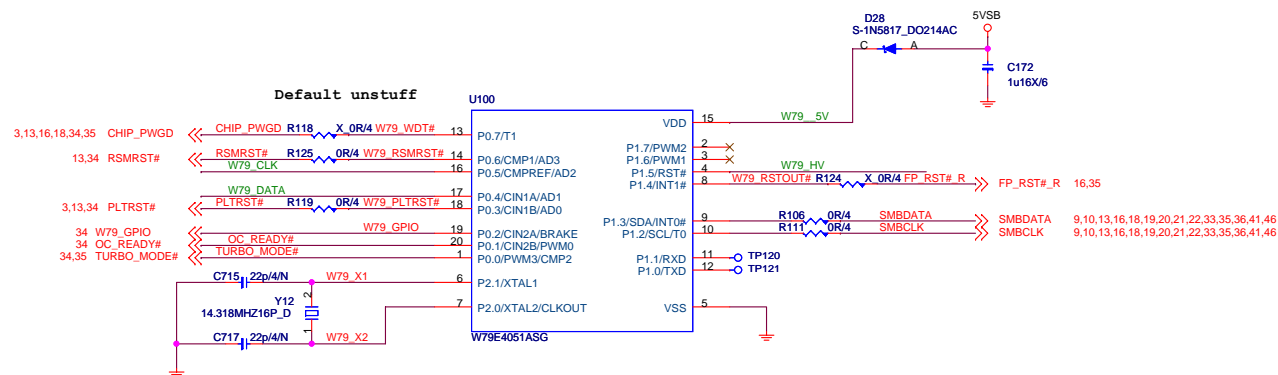 D28
S-1N5817_DO214AC
5VSB
C
A
C172
1u16X/6
Default unstuff
U100
3,13,16,18,34,35 CHIP_PWGD
CHIP_PWGD R118 X_0R/4 W79_WDT# 13 P0.7/T1
VDD 15 W79__5V
P1.7/PWM2 2
P1.6/PWM1 3
13,34 RSMRST#
RSMRST# R125 0R/4 W79_RSMRST# 14 P0.6/CMP1/AD3
W79_CLK 16 P0.5/CMPREF/AD2
P1.5/RST# 4 W79_HV
P1.4/INT1# 8 W79_RSTOUT# R124 X_0R/4 FP_RST#_R
FP_RST#_R 16,35
W79_DATA 17 P0.4/CIN1A/AD1
3,13,34 PLTRST#
PLTRST# R119 0R/4 W79_PLTRST# 18 P0.3/CIN1B/AD0
P1.3/SDA/INT0# 9 R106 0R/4 SMBDATA
SMBDATA 9,10,13,16,18,19,20,21,22,33,35,36,41,46
P1.2/SCL/T0 10 R111 0R/4 SMBCLK
SMBCLK 9,10,13,16,18,19,20,21,22,33,35,36,41,46
34 W79_GPIO
W79_GPIO 19 P0.2/CIN2A/BRAKE
34 OC_READY#
OC_READY# 20 P0.1/CIN2B/PWM0
34,35 TURBO_MODE#
1 P0.0/PWM3/CMP2
P1.1/RXD 11 TP120
P1.0/TXD 12 TP121
C715 22p/4/N W79_X1 6 P2.1/XTAL1
Y12
14.318MHZ16P_D
2
1
7 P2.0/XTAL2/CLKOUT
VSS 5
C717 22p/4/N W79_X2
W79E4051ASG